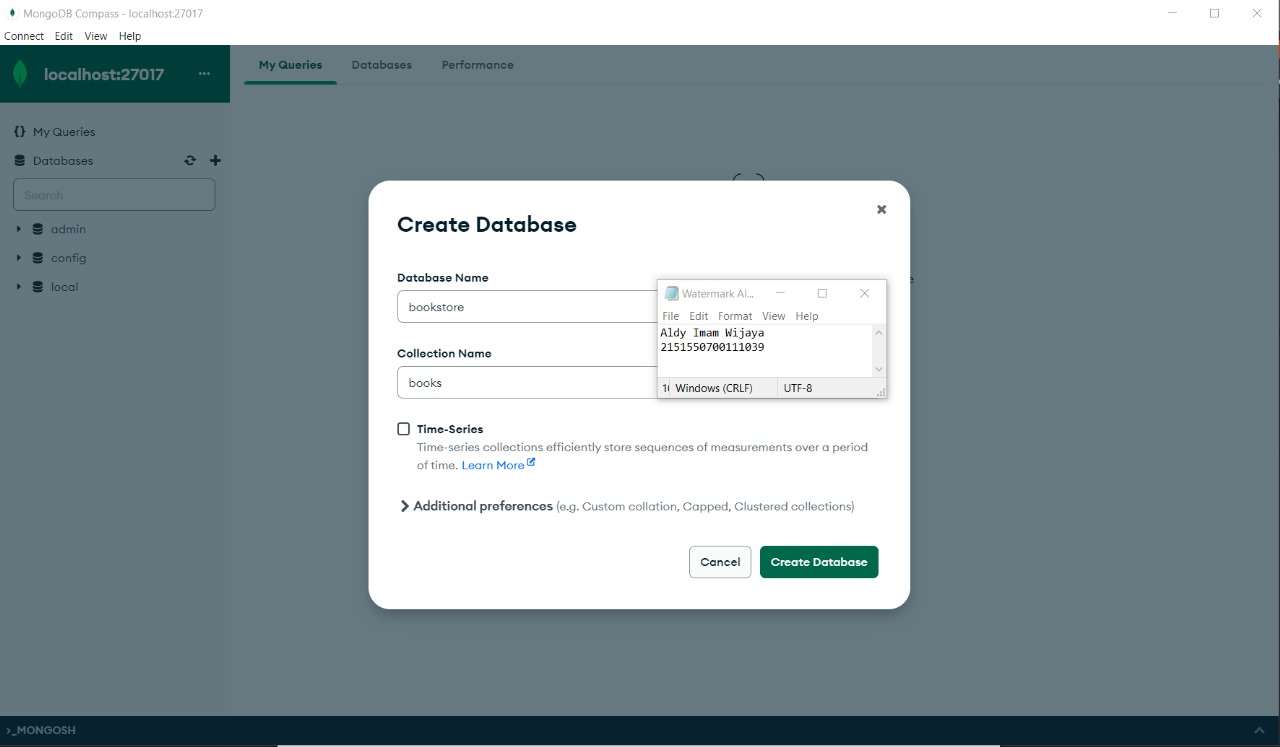 MongoDB Compass - localhost:27017
Connect Edit View Help
localhost:27017 ...
My Queries Databases Performance
{} My Queries
Databases
Search
admin
config
local
Create Database
Database Name
bookstore
Collection Name
books
Watermark Al...
File Edit Format View Help
Aldy Imam Wijaya
2151550700111039
Windows (CRLF) UTF-8
Time-Series
Time-series collections efficiently store sequences of measurements over a period
of time. Learn More
Additional preferences (e.g. Custom collation, Capped, Clustered collections)
Cancel Create Database
>_MONGOSH